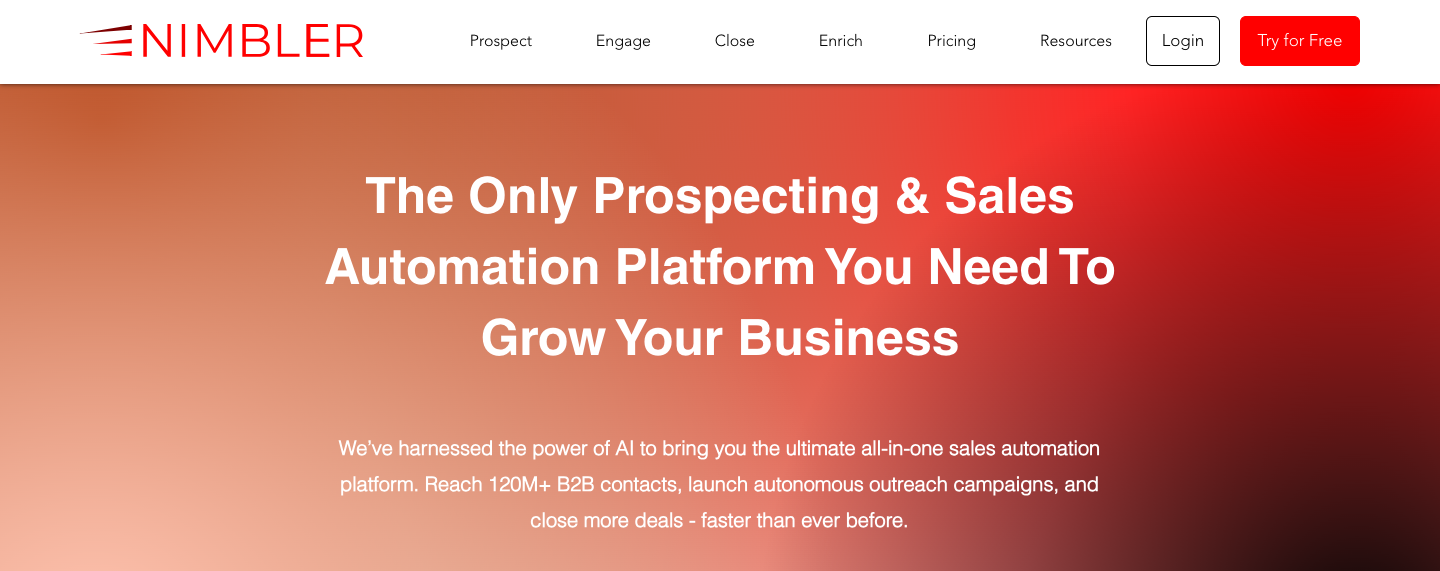 NIMBLER
Prospect
Engage
Close
Enrich
Pricing
Resources
Login
Try for Free
The Only Prospecting & Sales
Automation Platform You Need To
Grow Your Business
We've harnessed the power of AI to bring you the ultimate all-in-one sales automation
platform. Reach 120M+ B2B contacts, launch autonomous outreach campaigns, and
close more deals - faster than ever before.